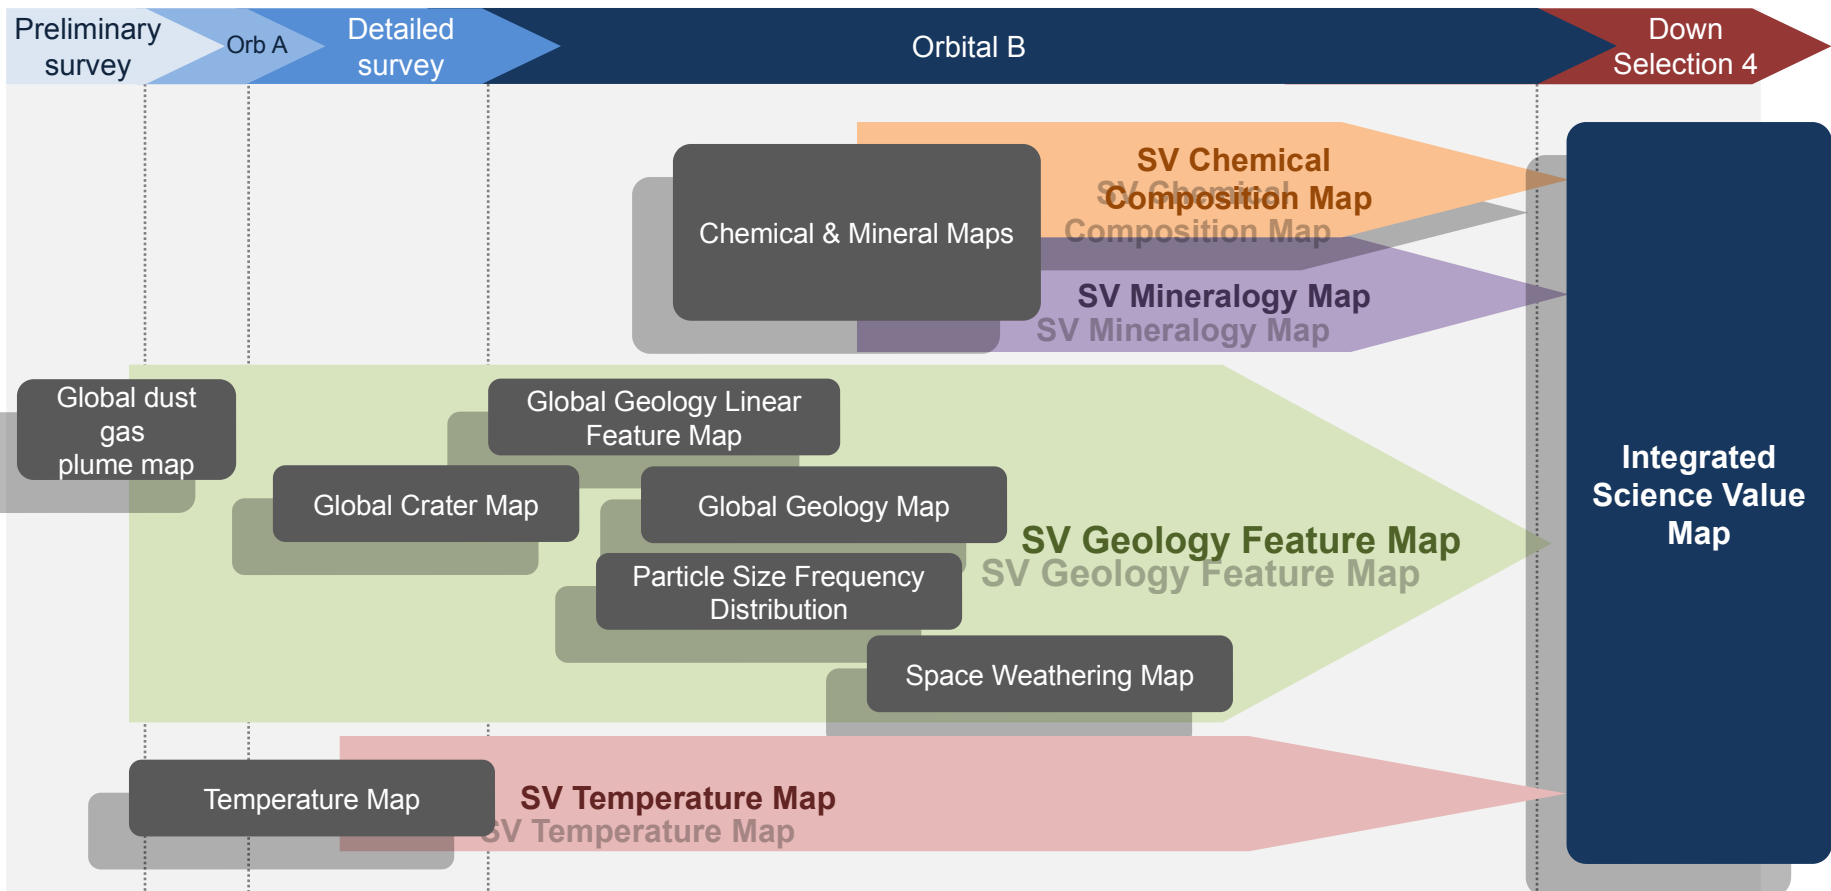 Preliminary
survey
Orb A
Detailed
survey
Orbital B
Down
Selection 4
SV Chemical
Composition Map
SV Chemical
Composition Map
Chemical & Mineral Maps
SV Mineralogy Map
SV Mineralogy Map
Global dust
gas
plume map
Global Geology Linear
Feature Map
Global Crater Map
Global Geology Map
SV Geology Feature Map
SV Geology Feature Map
Particle Size Frequency
Distribution
Space Weathering Map
Integrated
Science Value
Map
Temperature Map
SV Temperature Map
SV Temperature Map